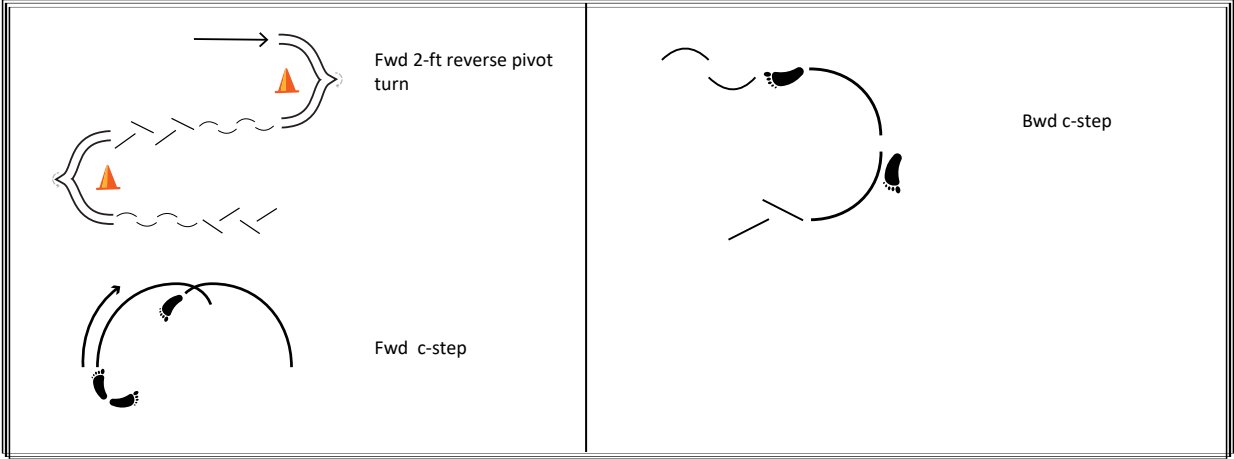 Fwd 2-ft reverse pivot
turn
Fwd c-step
Bwd c-step